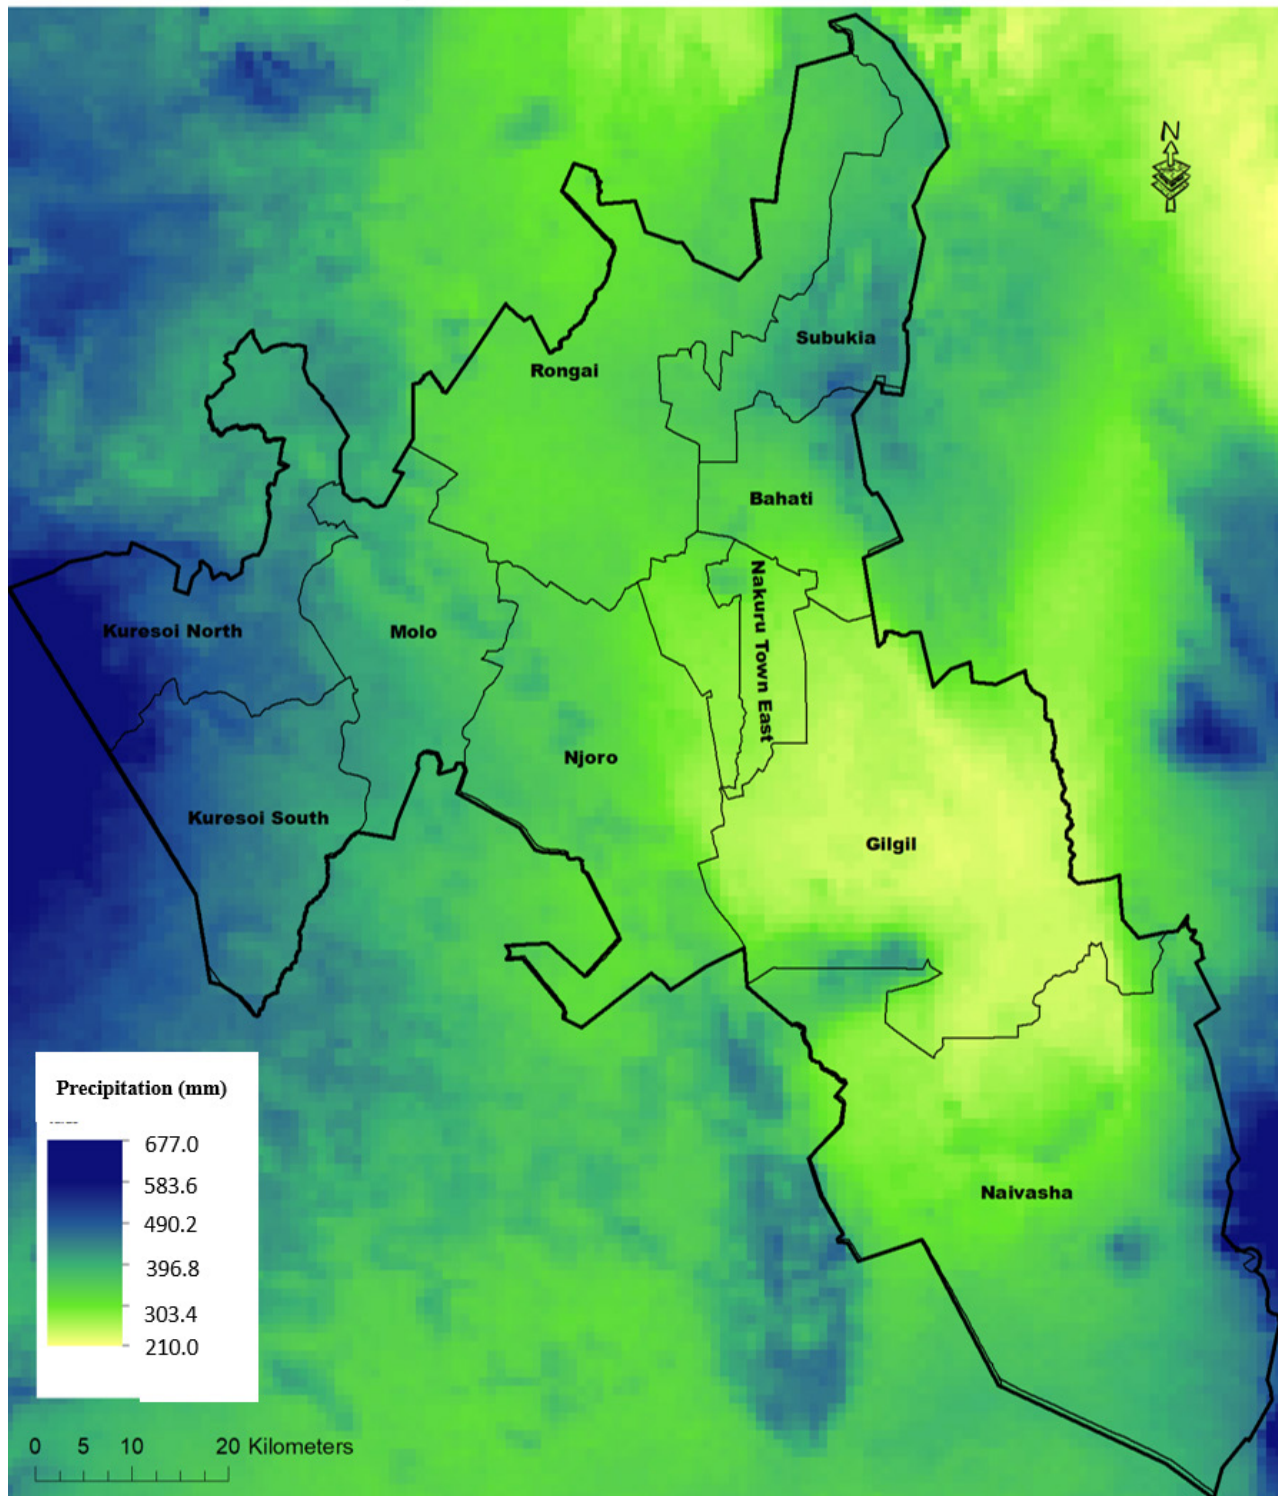 N
Subukia
Rongai
Bahati
Nakuru Town East
Kuresoi North
Molo
Njoro
Kuresoi South
Gilgil
Naivasha
Precipitation (mm)
677.0
583.6
490.2
396.8
303.4
210.0
0 5 10 20 Kilometers